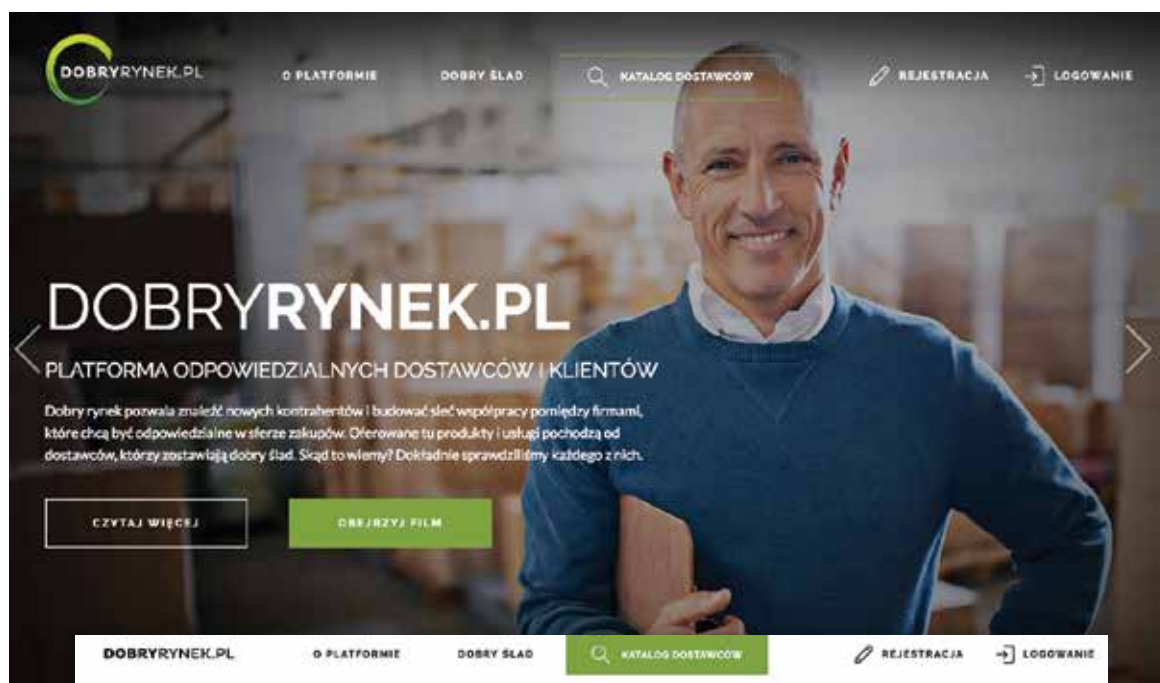 DOBRYRYNEK.PL
O PLATFORMIE
DOBRY ŚLAD
KATALOG DOSTAWCÓW
REJESTRACJA
LOGOWANIE
DOBRYRYNEK.PL
PLATFORMA ODPOWIEDZIALNYCH DOSTAWCÓW I KLIENTÓW
Dobry rynek pozwala znaleźć nowych kontrahentów i budować sieć współpracy pomiędzy firmami,
które chcą być odpowiedzialne w sferze zakupów. Oferowane tu produkty i usługi pochodzą od
dostawców, którzy zostawiają dobry ślad. Skąd to wiemy? Dokładnie sprawdziliśmy każdego z nich.
CZYTAJ WIĘCEJ
OBEJRZYJ FILM
DOBRYRYNEK.PL
O PLATFORMIE
DOBRY ŚLAD
KATALOG DOSTAWCÓW
REJESTRACJA
LOGOWANIE